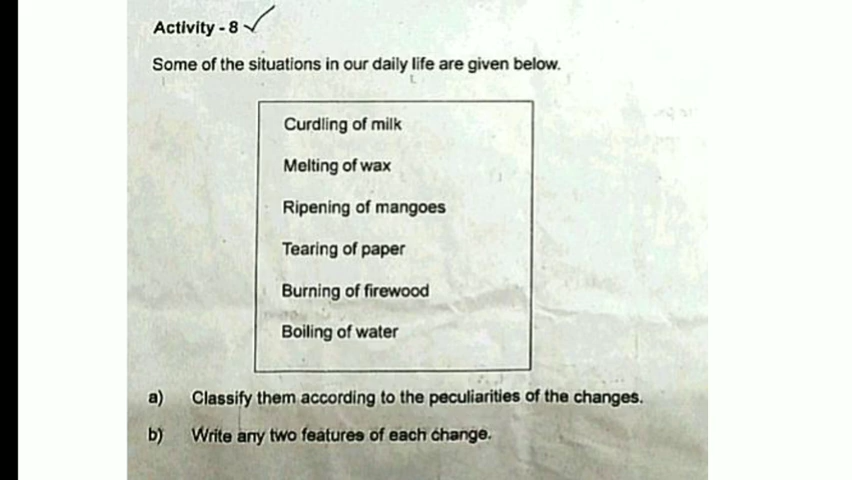 Activity - 8
Some of the situations in our daily life are given below.
Curdling of milk
Melting of wax
Ripening of mangoes
Tearing of paper
Burning of firewood
Boiling of water
a) Classify them according to the peculiarities of the changes.
b) Write any two features of each change.